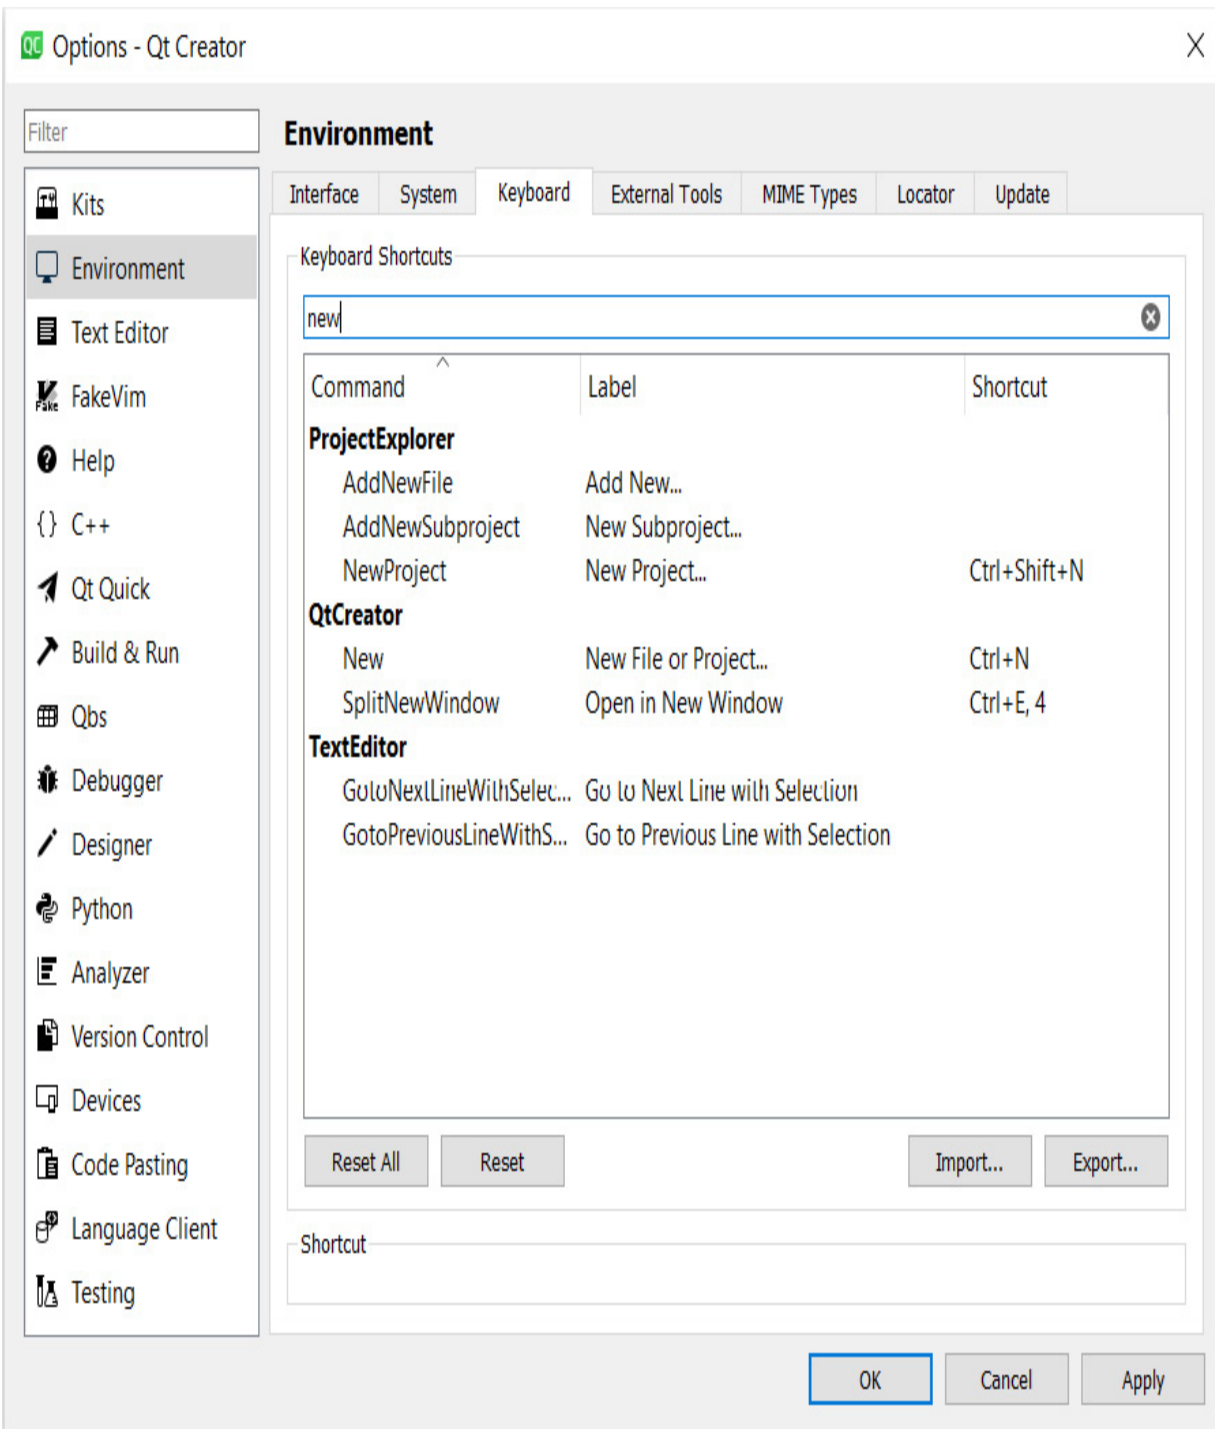 QC Options - Qt Creator
Filter
Kits
Environment
Text Editor
Fake FakeVim
Help
{} C++
Qt Quick
Build & Run
Qbs
Debugger
Designer
Python
Analyzer
Version Control
Devices
Code Pasting
Language Client
Testing
Environment
Interface System Keyboard External Tools MIME Types Locator Update
Keyboard Shortcuts
new
Command Label Shortcut
ProjectExplorer
AddNewFile Add New...
AddNewSubproject New Subproject...
NewProject New Project... Ctrl+Shift+N
QtCreator
New New File or Project... Ctrl+N
SplitNewWindow Open in New Window Ctrl+E, 4
TextEditor
GotoNextLineWithSelec... Go to Next Line with Selection
GotoPreviousLineWithS... Go to Previous Line with Selection
Reset All Reset Import... Export...
Shortcut
OK Cancel Apply